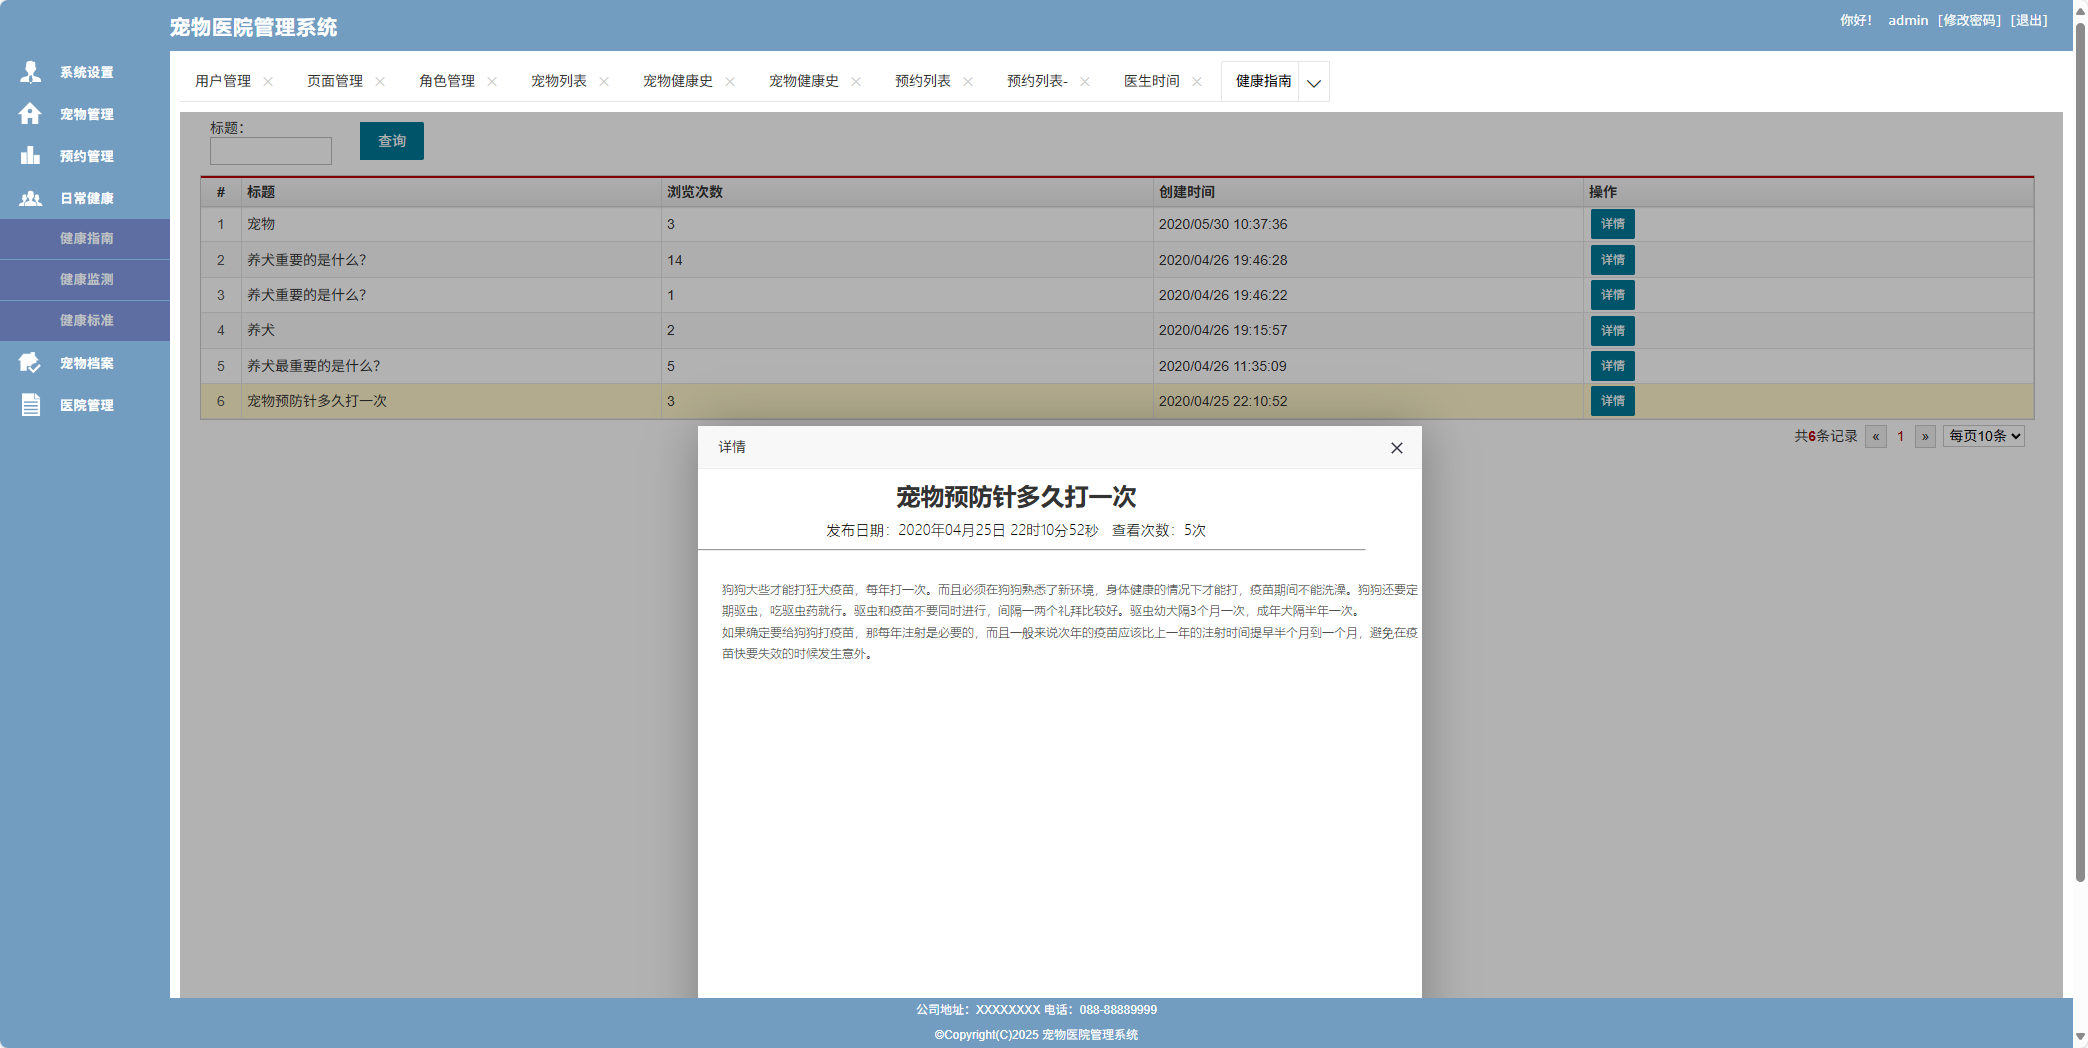 宠物医院管理系统
你好！ admin [修改密码] [退出]
系统设置
宠物管理
预约管理
日常健康
健康指南
健康监测
健康标准
宠物档案
医院管理
用户管理 页面管理 角色管理 宠物列表 宠物健康史 宠物健康史 预约列表 预约列表- 医生时间 健康指南
标题：
查询
# 标题 浏览次数 创建时间 操作
1 宠物 3 2020/05/30 10:37:36 详情
2 养犬重要的是什么？ 14 2020/04/26 19:46:28 详情
3 养犬重要的是什么？ 1 2020/04/26 19:46:22 详情
4 养犬 2 2020/04/26 19:15:57 详情
5 养犬最重要的是什么？ 5 2020/04/26 11:35:09 详情
6 宠物预防针多久打一次 3 2020/04/25 22:10:52 详情
共6条记录 « 1 » 每页10条
详情
宠物预防针多久打一次
发布日期：2020年04月25日 22时10分52秒 查看次数：5次
狗狗大些才能打狂犬疫苗，每年打一次。而且必须在狗狗熟悉了新环境，身体健康的情况下才能打，疫苗期间不能洗澡。狗狗还要定
期驱虫，吃驱虫药就行。驱虫和疫苗不要同时进行，间隔一两个礼拜比较好。驱虫幼犬隔3个月一次，成年犬隔半年一次。
如果确定要给狗狗打疫苗，那每年注射是必要的，而且一般来说次年的疫苗应该比上一年的注射时间提早半个月到一个月，避免在疫
苗快要失效的时候发生意外。
公司地址：XXXXXXXX 电话：088-88889999
©Copyright(C)2025 宠物医院管理系统